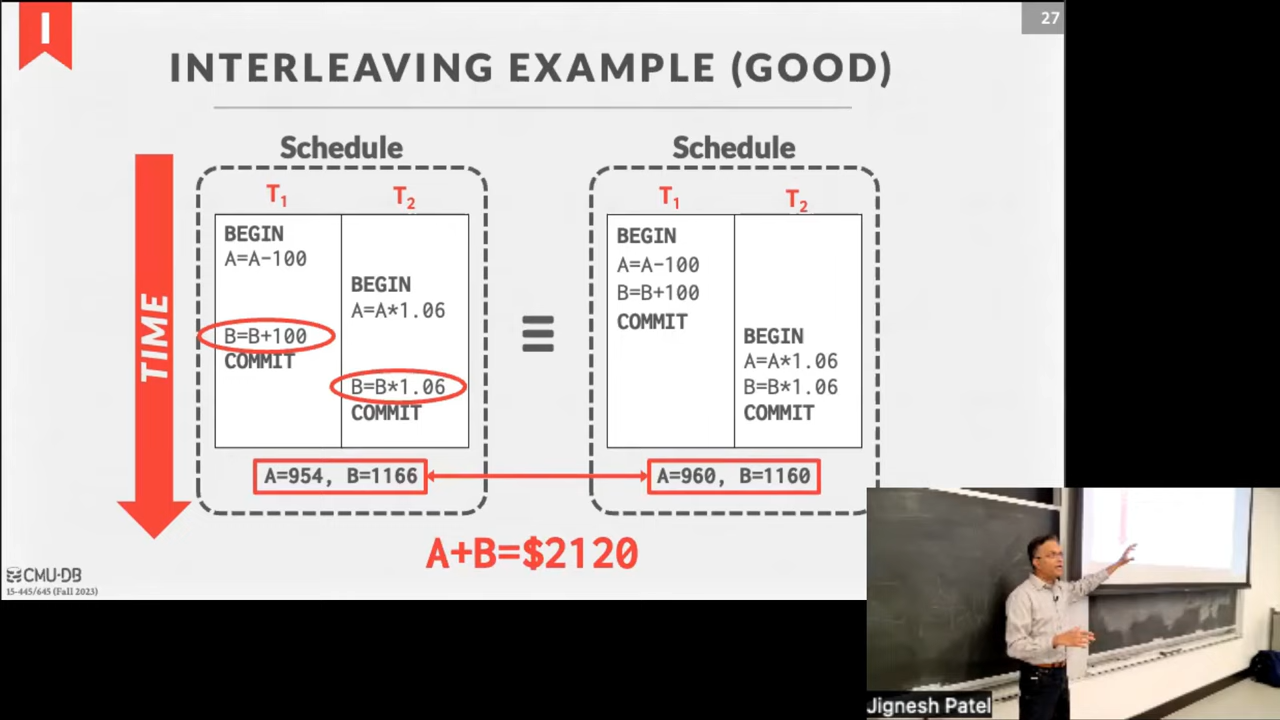 I
27
INTERLEAVING EXAMPLE (GOOD)
TIME
Schedule
T1 T2
BEGIN
A=A-100
BEGIN
A=A*1.06
B=B+100
COMMIT
B=B*1.06
COMMIT
A=954, B=1166
≡
Schedule
T1 T2
BEGIN
A=A-100
B=B+100
COMMIT
BEGIN
A=A*1.06
B=B*1.06
COMMIT
A=960, B=1160
A+B=$2120
CMU·DB
15-445/645 (Fall 2023)
Jignesh Patel